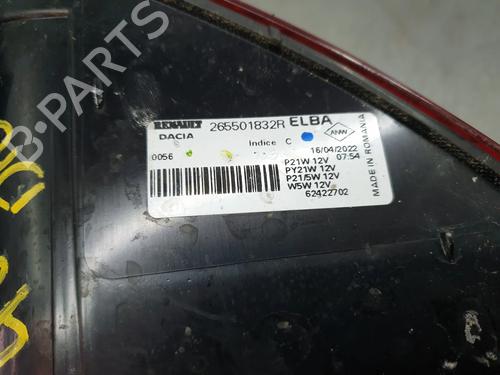 B-PARTS
RENAULT 265501832R ELBA
DACIA
Indice C
16/04/2022
0056
07:54
P21W 12V
PY21W 12V
P21/5W 12V
W5W 12V
62422702
MADE IN ROMANIA